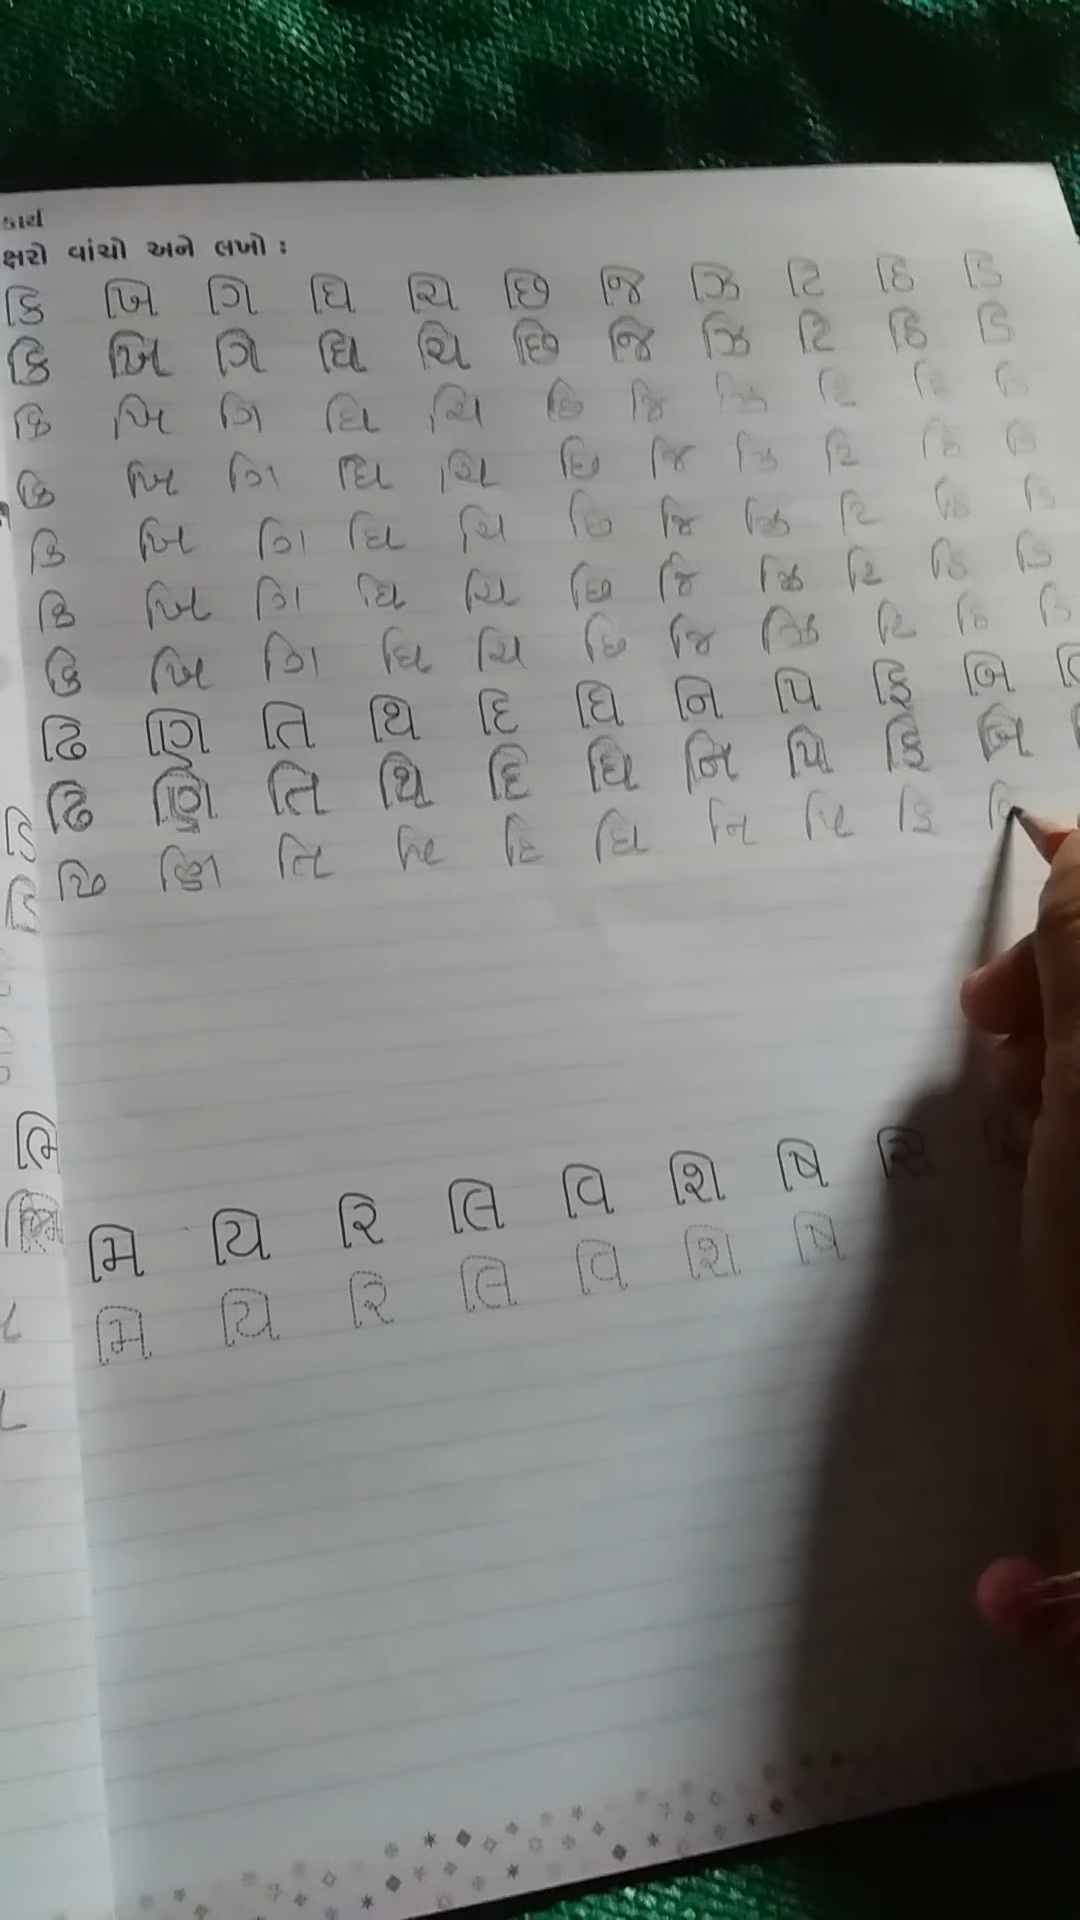 કાર્ય
ક્ષરો વાંચો અને લખો :
કિ ખિ ગિ ઘિ ચિ છિ જિ ઝિ ટિ ઠિ ડિ
કિ ખિ ગિ ઘિ ચિ છિ જિ ઝિ ટિ ઠિ ડિ
કિ ખિ ગિ ઘિ ચિ છિ જિ ઝિ ટિ ઠિ ડિ
કિ ખિ ગિ ઘિ ચિ છિ જિ ઝિ ટિ ઠિ ડિ
કિ ખિ ગિ ઘિ ચિ છિ જિ ઝિ ટિ ઠિ ડિ
કિ ખિ ગિ ઘિ ચિ છિ જિ ઝિ ટિ ઠિ ડિ
કિ ખિ ગિ ઘિ ચિ છિ જિ ઝિ ટિ ઠિ ડિ
ઢિ ણિ તિ થિ દિ ધિ નિ પિ ફિ બિ
ઢિ ણિ તિ થિ દિ ધિ નિ પિ ફિ બિ
ઢિ ણિ તિ થિ દિ ધિ નિ પિ ફિ
મિ યિ રિ લિ વિ શિ ષિ સિ
મિ યિ રિ લિ વિ શિ ષિ